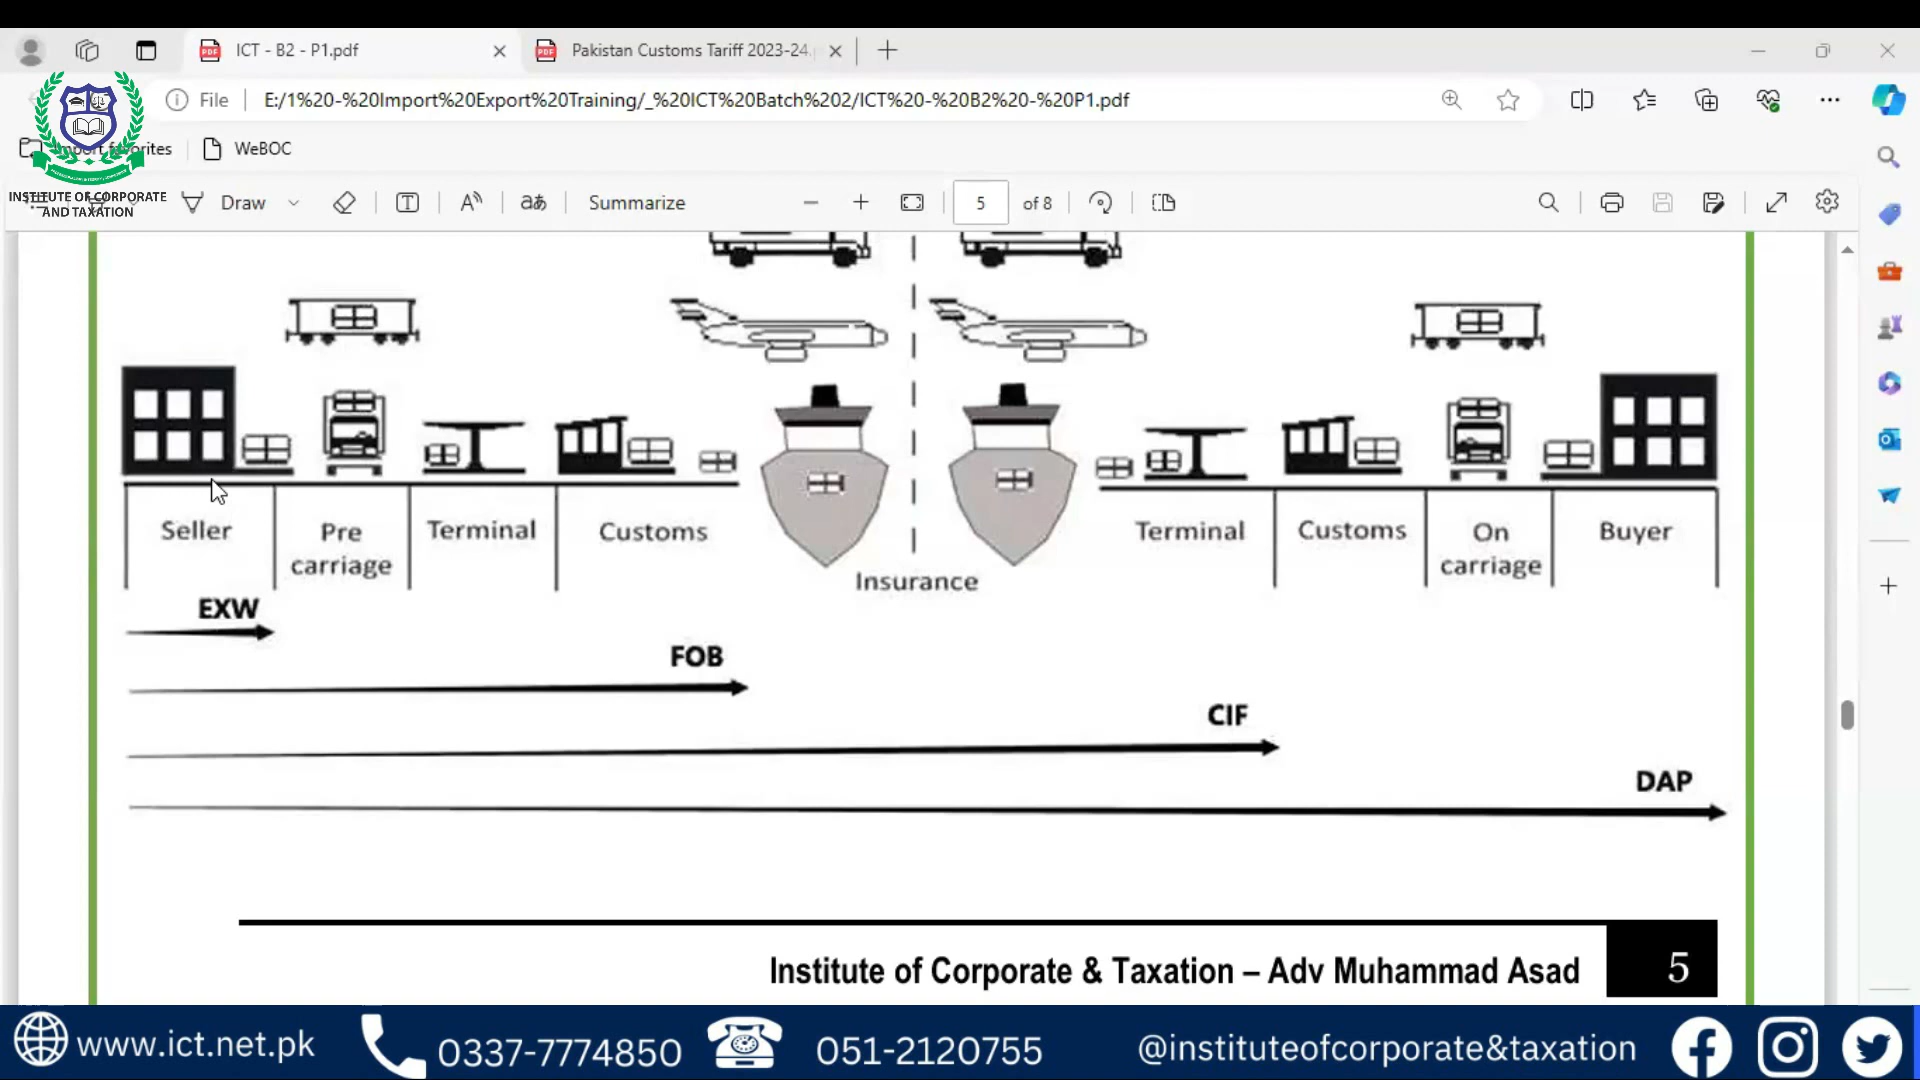 ICT - B2 - P1.pdf
Pakistan Customs Tariff 2023-24.
File
E:/1%20-%20Import%20Export%20Training/_%20ICT%20Batch%202/ICT%20-%20B2%20-%20P1.pdf
favorites
WeBOC
INSTITUTE OF CORPORATE
AND TAXATION
Draw
Summarize
5
of 8
Seller
Pre carriage
Terminal
Customs
Insurance
Terminal
Customs
On carriage
Buyer
EXW
FOB
CIF
DAP
Institute of Corporate & Taxation – Adv Muhammad Asad
5
www.ict.net.pk
0337-7774850
051-2120755
@instituteofcorporate&taxation